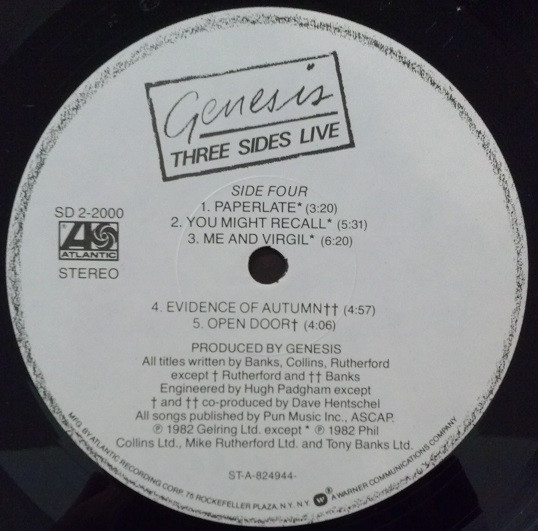 Genesis
THREE SIDES LIVE
SIDE FOUR
1. PAPERLATE* (3:20)
2. YOU MIGHT RECALL* (5:31)
3. ME AND VIRGIL* (6:20)
SD 2-2000
ATLANTIC
STEREO
4. EVIDENCE OF AUTUMN†† (4:57)
5. OPEN DOOR† (4:06)
PRODUCED BY GENESIS
All titles written by Banks, Collins, Rutherford
except † Rutherford and †† Banks
Engineered by Hugh Padgham except
† and †† co-produced by Dave Hentschel
All songs published by Pun Music Inc., ASCAP.
℗ 1982 Gelring Ltd. except * ℗ 1982 Phil
Collins Ltd., Mike Rutherford Ltd. and Tony Banks Ltd.
ST-A-824944-
MFG. BY ATLANTIC RECORDING CORP. 75 ROCKEFELLER PLAZA, N.Y., N.Y. W ® A WARNER COMMUNICATIONS COMPANY